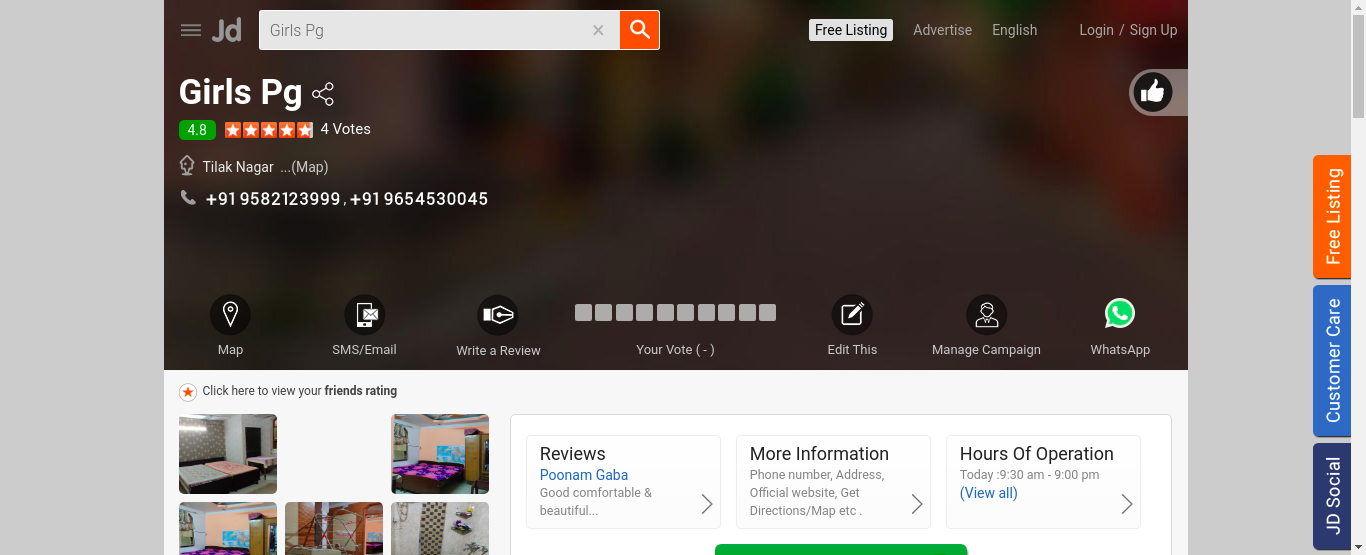 Jd
Girls Pg
Free Listing
Advertise
English
Login / Sign Up
Girls Pg
4.8
4 Votes
Tilak Nagar ...(Map)
+91 9582123999 , +91 9654530045
Map
SMS/Email
Write a Review
Your Vote ( - )
Edit This
Manage Campaign
WhatsApp
Click here to view your friends rating
Reviews
Poonam Gaba
Good comfortable &
beautiful...
More Information
Phone number, Address,
Official website, Get
Directions/Map etc .
Hours Of Operation
Today :9:30 am - 9:00 pm
(View all)
Free Listing
Customer Care
JD Social